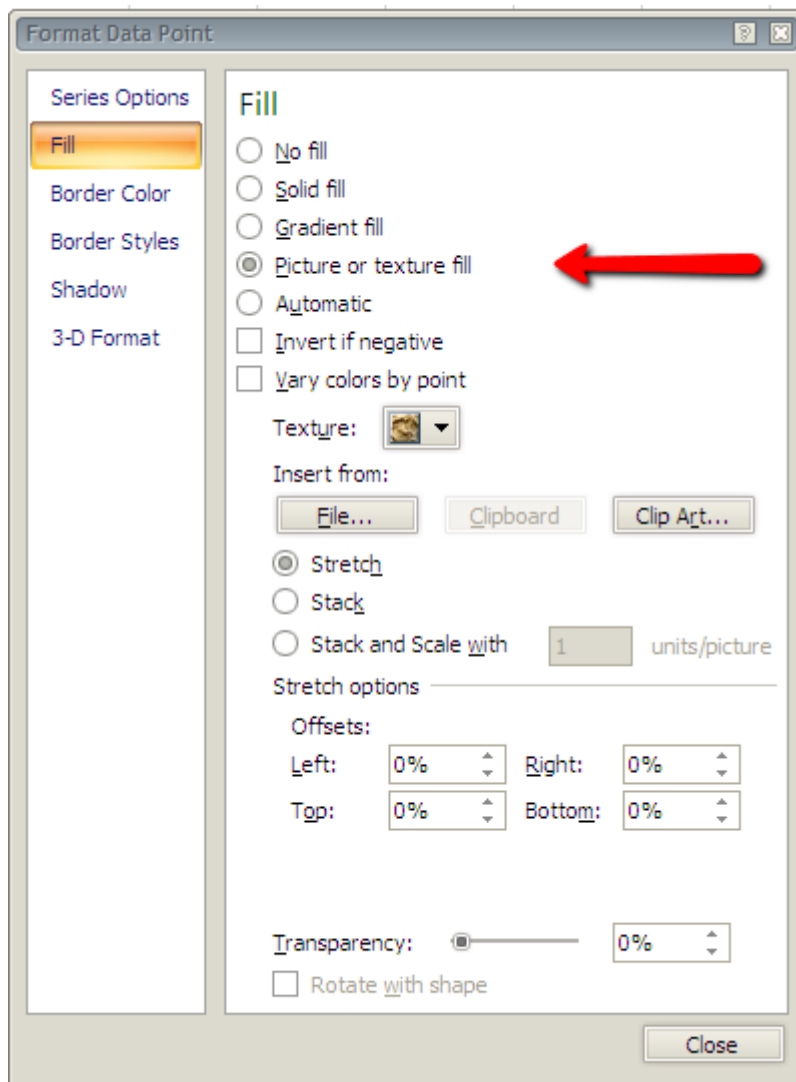 Format Data Point
Series Options
Fill
Border Color
Border Styles
Shadow
3-D Format
Fill
No fill
Solid fill
Gradient fill
Picture or texture fill
Automatic
Invert if negative
Vary colors by point
Texture:
Insert from:
File... Clipboard Clip Art...
Stretch
Stack
Stack and Scale with 1 units/picture
Stretch options
Offsets:
Left: 0% Right: 0%
Top: 0% Bottom: 0%
Transparency: 0%
Rotate with shape
Close